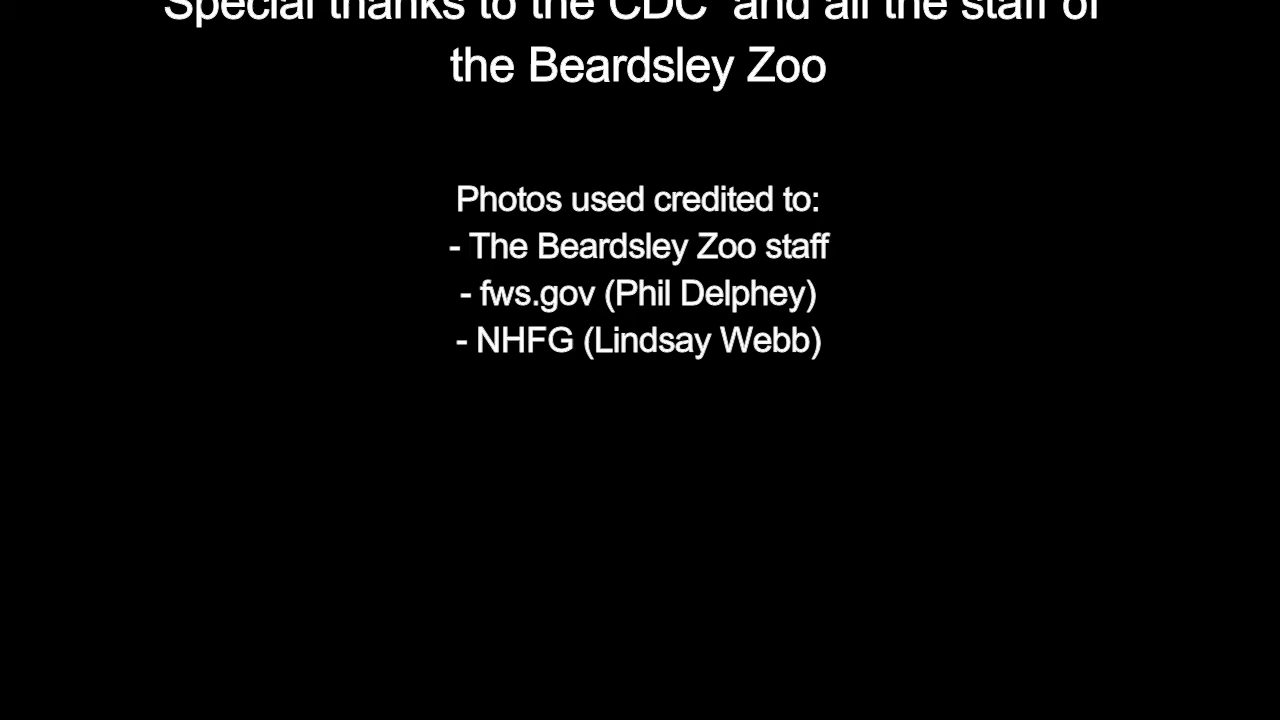 Special thanks to the CDC  and all the staff of
the Beardsley Zoo
Photos used credited to:
- The Beardsley Zoo staff
- fws.gov (Phil Delphey)
- NHFG (Lindsay Webb)